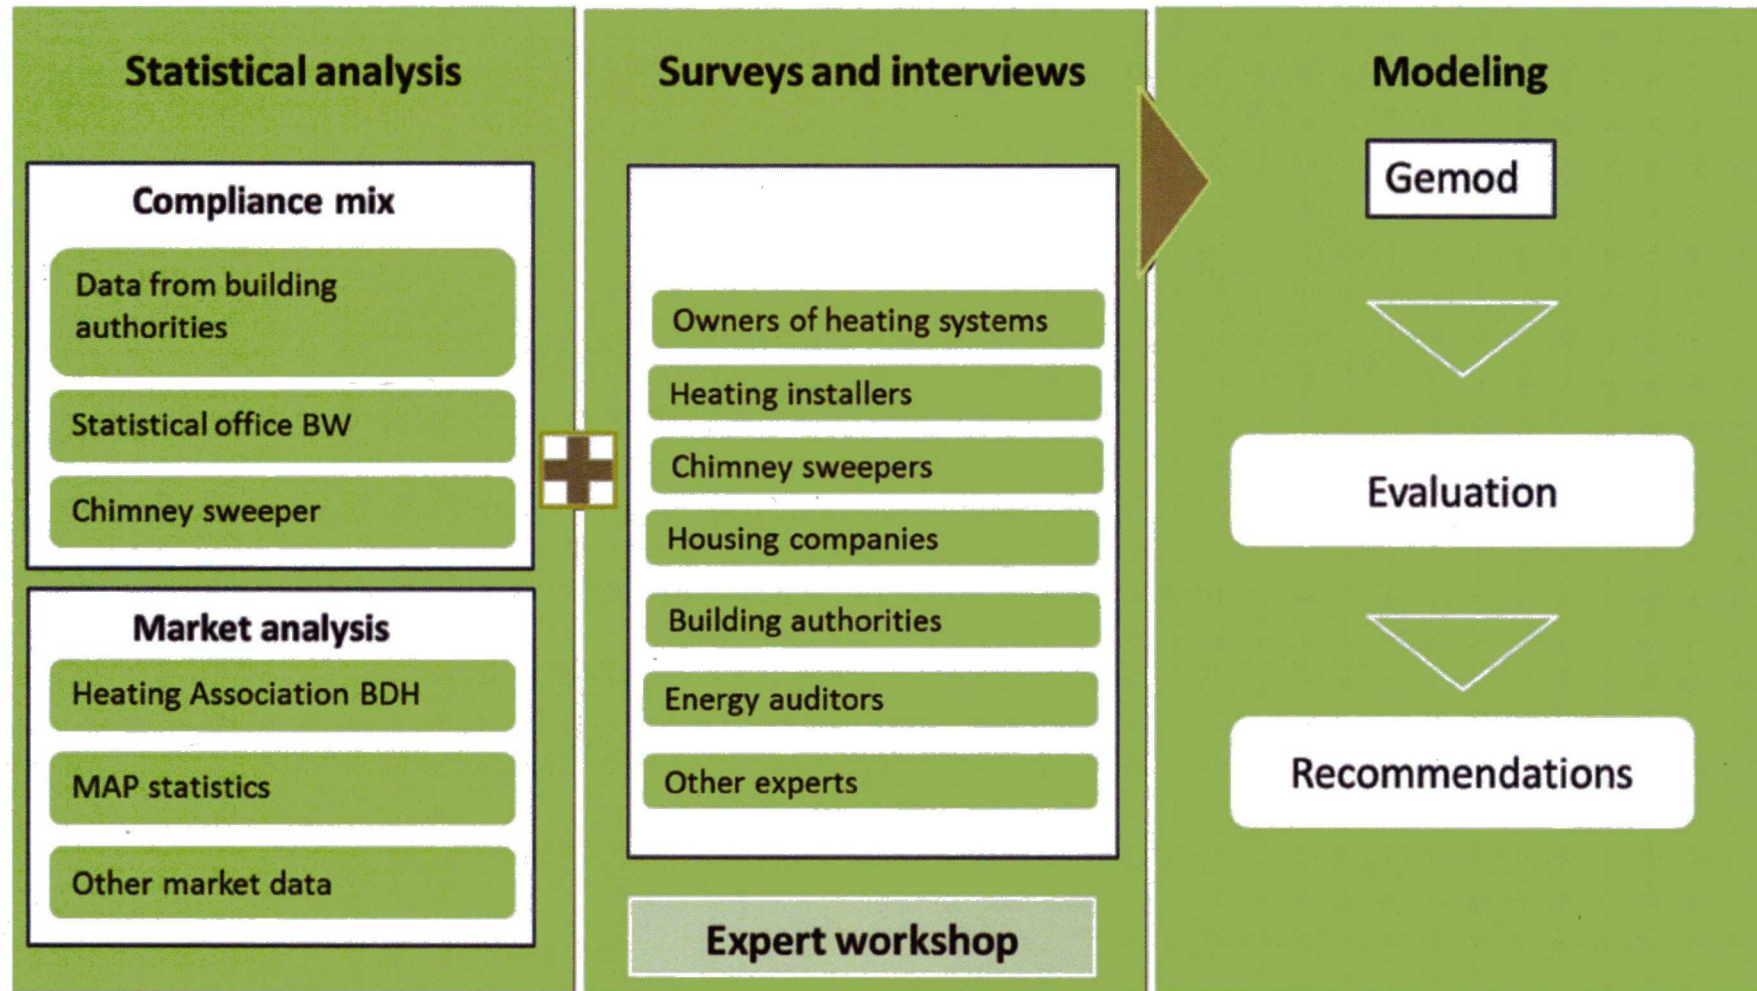 Statistical analysis
Compliance mix
Data from building
authorities
Statistical office BW
Chimney sweeper
Market analysis
Heating Association BDH
MAP statistics
Other market data
Surveys and interviews
Owners of heating systems
Heating installers
Chimney sweepers
Housing companies
Building authorities
Energy auditors
Other experts
Expert workshop
Modeling
Gemod
Evaluation
Recommendations